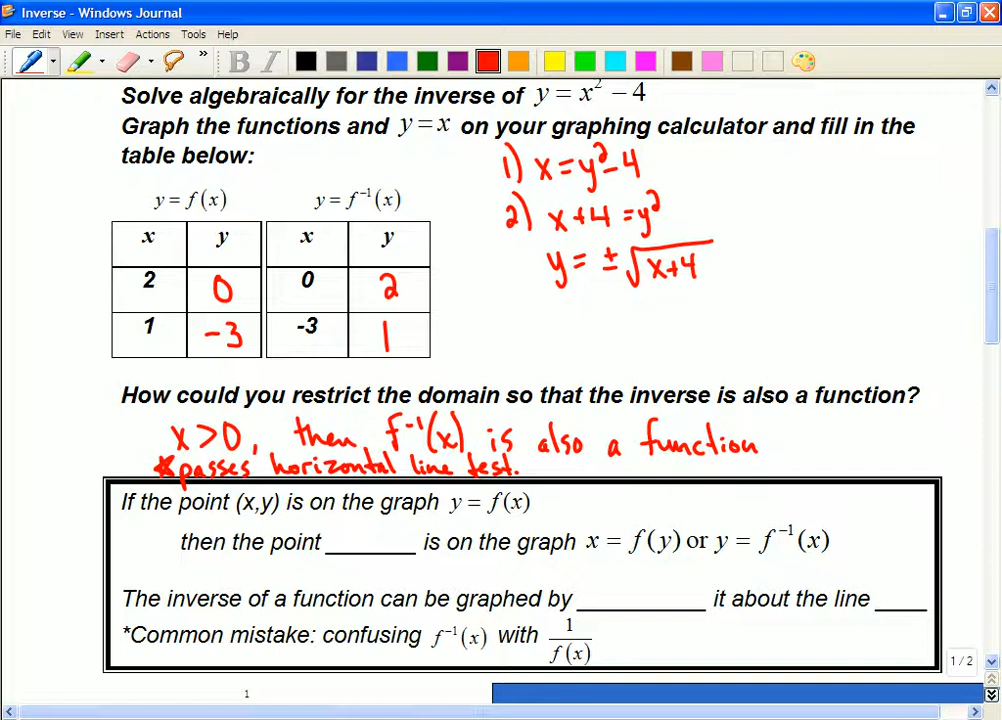 Inverse - Windows Journal
File Edit View Insert Actions Tools Help
B I
Solve algebraically for the inverse of y = x² − 4
Graph the functions and y = x on your graphing calculator and fill in the
table below:
1) x = y² − 4
y = f(x) y = f⁻¹(x)
2) x + 4 = y²
x y x y
y = ± √(x+4)
2 0 0 2
1 −3 -3 1
How could you restrict the domain so that the inverse is also a function?
x > 0, then f⁻¹(x) is also a function
*passes horizontal line test.
If the point (x,y) is on the graph y = f(x)
then the point _______ is on the graph x = f(y) or y = f⁻¹(x)
The inverse of a function can be graphed by __________ it about the line ____
*Common mistake: confusing f⁻¹(x) with 1/f(x)
1 / 2
1